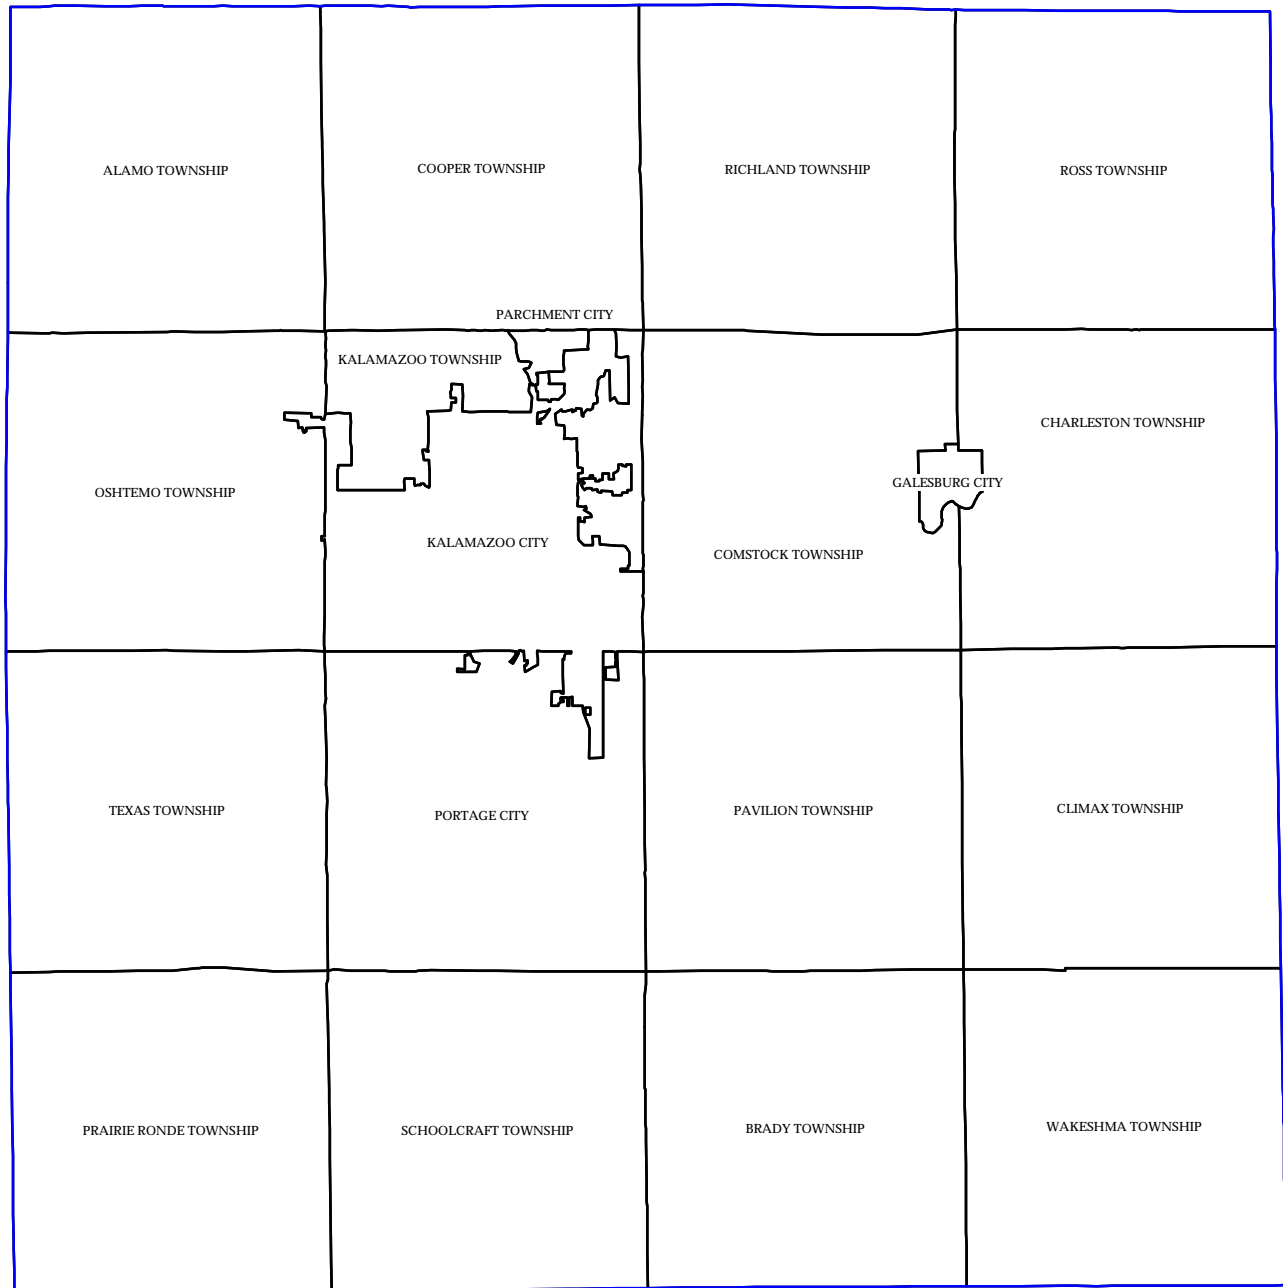 ALAMO TOWNSHIP
COOPER TOWNSHIP
RICHLAND TOWNSHIP
ROSS TOWNSHIP
PARCHMENT CITY
KALAMAZOO TOWNSHIP
CHARLESTON TOWNSHIP
OSHTEMO TOWNSHIP
GALESBURG CITY
KALAMAZOO CITY
COMSTOCK TOWNSHIP
TEXAS TOWNSHIP
PORTAGE CITY
PAVILION TOWNSHIP
CLIMAX TOWNSHIP
PRAIRIE RONDE TOWNSHIP
SCHOOLCRAFT TOWNSHIP
BRADY TOWNSHIP
WAKESHMA TOWNSHIP